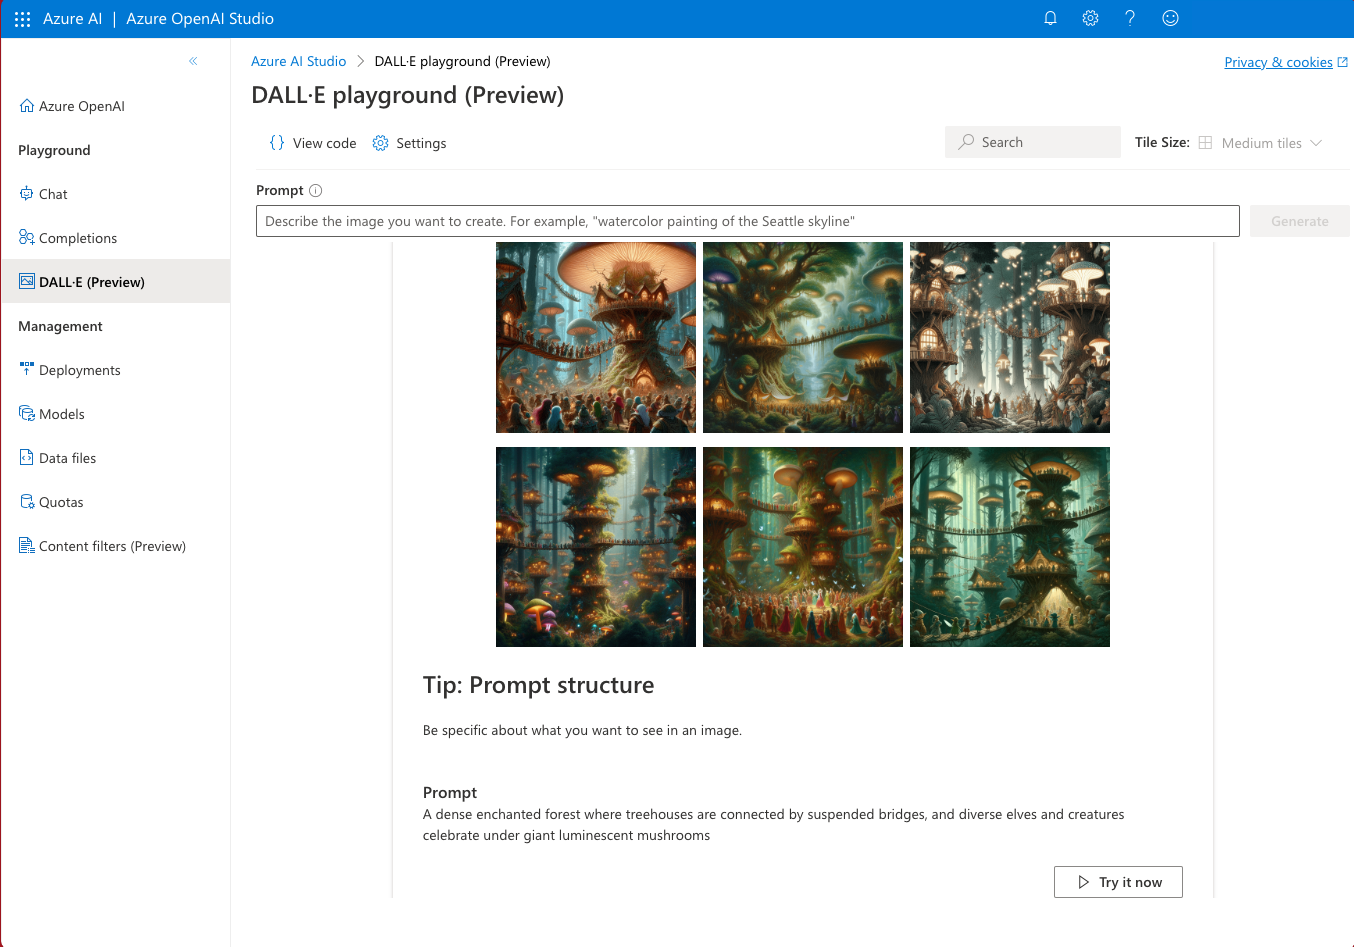 Azure AI | Azure OpenAI Studio
Azure AI Studio > DALL·E playground (Preview)
Privacy & cookies
DALL·E playground (Preview)
Azure OpenAI
Playground
Chat
Completions
DALL·E (Preview)
Management
Deployments
Models
Data files
Quotas
Content filters (Preview)
View code
Settings
Search
Tile Size:
Medium tiles
Prompt
Describe the image you want to create. For example, "watercolor painting of the Seattle skyline"
Generate
Tip: Prompt structure
Be specific about what you want to see in an image.
Prompt
A dense enchanted forest where treehouses are connected by suspended bridges, and diverse elves and creatures
celebrate under giant luminescent mushrooms
Try it now